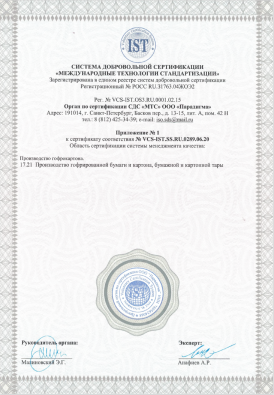 IST
СИСТЕМА ДОБРОВОЛЬНОЙ СЕРТИФИКАЦИИ
«МЕЖДУНАРОДНЫЕ ТЕХНОЛОГИИ СТАНДАРТИЗАЦИИ»
Зарегистрирована в едином реестре систем добровольной сертификации
Регистрационный № РОСС RU.31763.04ЖОЭ2
Рег. № VCS-IST.OS3.RU.0001.02.15
Орган по сертификации СДС «МТС» ООО «Парадигма»
Адрес: 191014, г. Санкт-Петербург, Басков пер., д. 13-15, лит. А, пом. 42 Н
тел.: 8 (812) 425-34-39; e-mail:
Приложение № 1
к сертификату соответствия № VCS-IST.SS.RU.0289.06.20
Область сертификации системы менеджмента качества:
Производство гофрокартона.
17.21 Производство гофрированной бумаги и картона, бумажной и картонной тары
IST
Руководитель органа: Эксперт:
Малиновский Э.Г. А.Р.